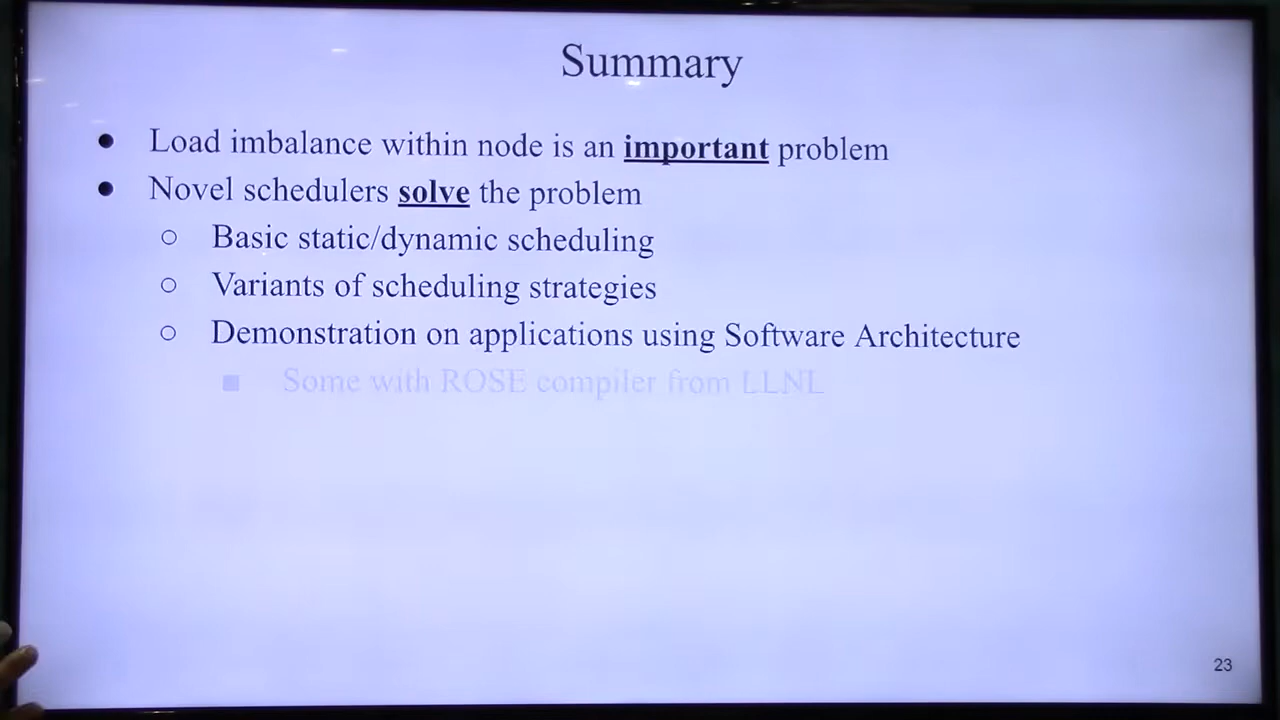 Summary
● Load imbalance within node is an important problem
● Novel schedulers solve the problem
○ Basic static/dynamic scheduling
○ Variants of scheduling strategies
○ Demonstration on applications using Software Architecture
■ Some with ROSE compiler from LLNL
23